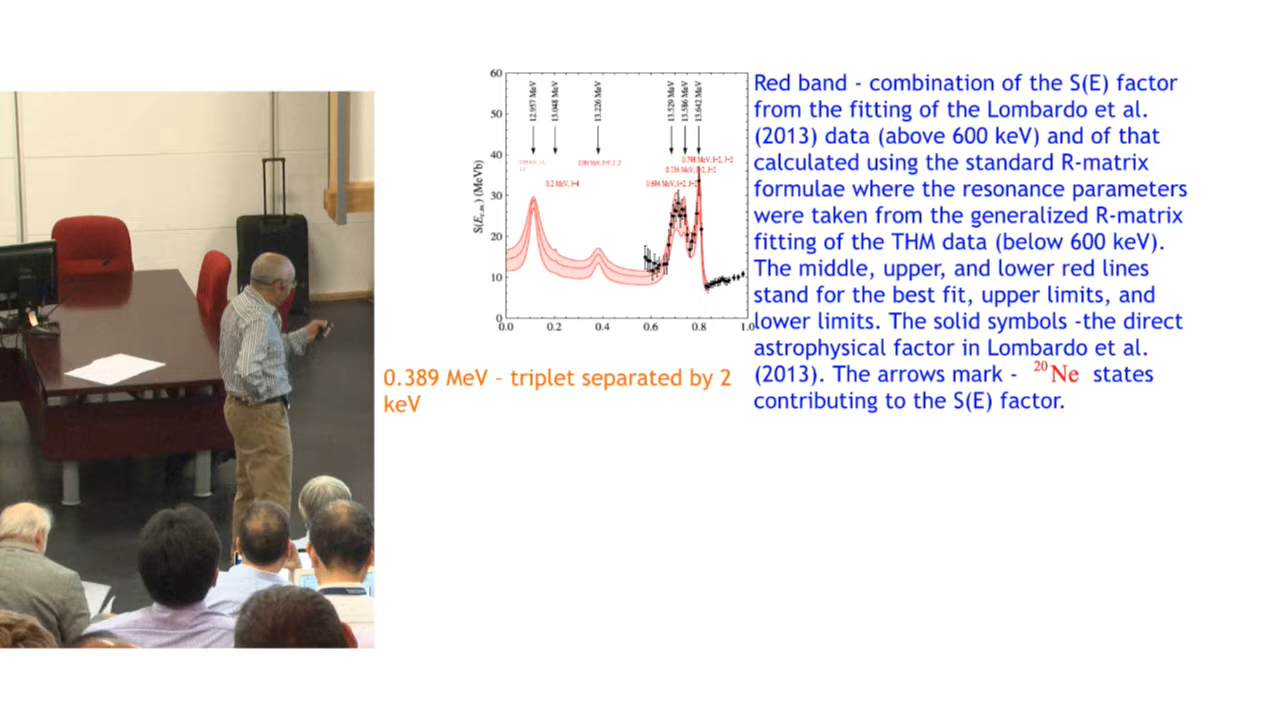 60
50
40
30
20
10
0
S(E c.m.) (MeVb)
12.957 MeV
13.048 MeV
13.226 MeV
13.529 MeV
13.586 MeV
13.642 MeV
0.2 MeV, J=4
0.798 MeV, l=2, J=2
0.0 0.2 0.4 0.6 0.8 1.0
0.389 MeV – triplet separated by 2
keV
Red band - combination of the S(E) factor
from the fitting of the Lombardo et al.
(2013) data (above 600 keV) and of that
calculated using the standard R-matrix
formulae where the resonance parameters
were taken from the generalized R-matrix
fitting of the THM data (below 600 keV).
The middle, upper, and lower red lines
stand for the best fit, upper limits, and
lower limits. The solid symbols -the direct
astrophysical factor in Lombardo et al.
(2013). The arrows mark - 20Ne states
contributing to the S(E) factor.